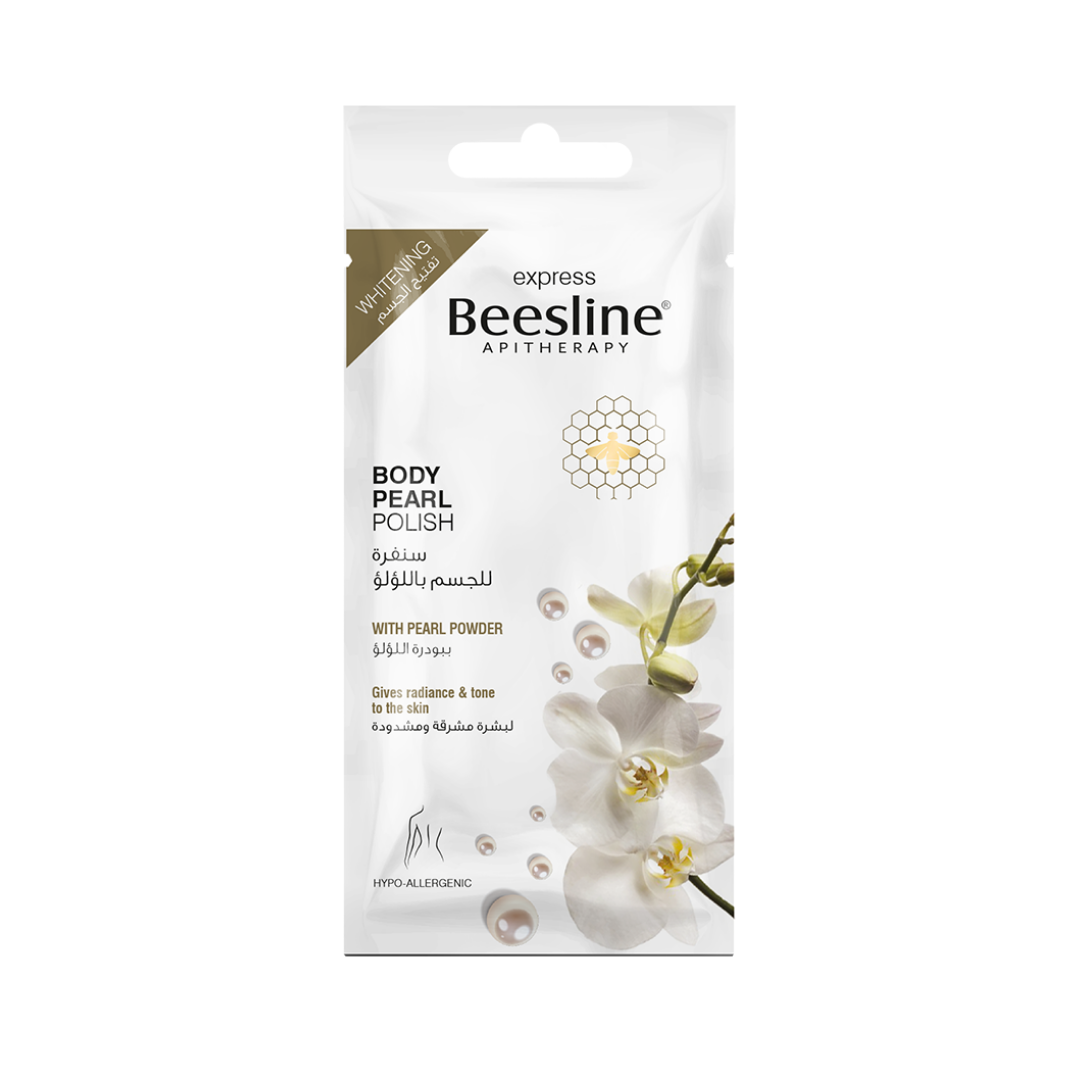 WHITENING
تفتيح الجسم
express
Beesline®
APITHERAPY
BODY
PEARL
POLISH
سنفرة
للجسم باللؤلؤ
WITH PEARL POWDER
ببودرة اللؤلؤ
Gives radiance & tone
to the skin
لبشرة مشرقة ومشدودة
HYPO-ALLERGENIC